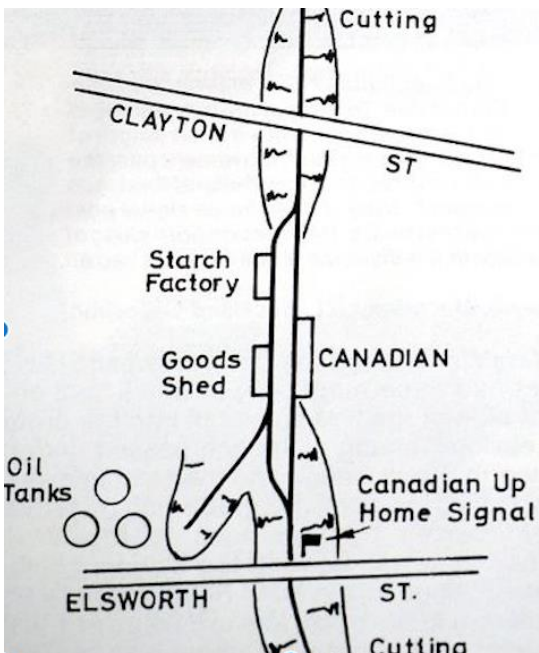 Cutting
CLAYTON
ST
Starch
Factory
Goods
Shed
CANADIAN
Oil
Tanks
Canadian Up
Home Signal
ELSWORTH
ST.
Cutting